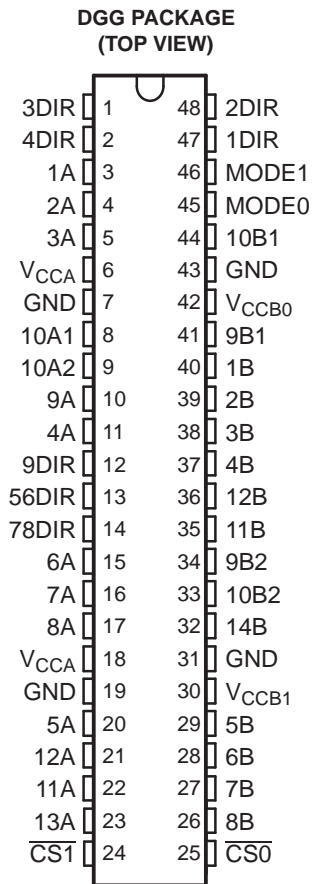 DGG PACKAGE
(TOP VIEW)
3DIR 1 48 2DIR
4DIR 2 47 1DIR
1A 3 46 MODE1
2A 4 45 MODE0
3A 5 44 10B1
VCCA 6 43 GND
GND 7 42 VCCB0
10A1 8 41 9B1
10A2 9 40 1B
9A 10 39 2B
4A 11 38 3B
9DIR 12 37 4B
56DIR 13 36 12B
78DIR 14 35 11B
6A 15 34 9B2
7A 16 33 10B2
8A 17 32 14B
VCCA 18 31 GND
GND 19 30 VCCB1
5A 20 29 5B
12A 21 28 6B
11A 22 27 7B
13A 23 26 8B
C̅S̅1̅ 24 25 C̅S̅0̅